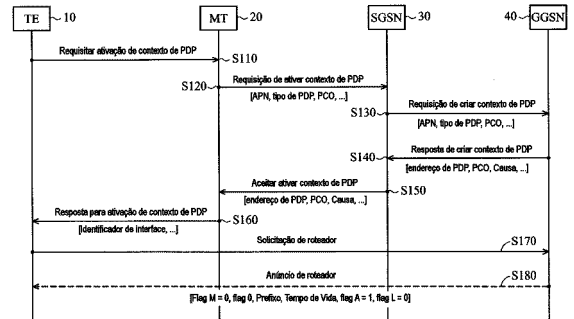 TE 10 MT 20 SGSN 30 40 GGSN
Requisitar ativação de contexto de PDP
S110
Requisição de ativar contexto de PDP
S120
[APN, tipo de PDP, PCO, ...]
Requisição de criar contexto de PDP
S130
[APN, tipo de PDP, PCO, ...]
Resposta de criar contexto de PDP
S140
[endereço de PDP, PCO, Causa, ...]
Aceitar ativar contexto de PDP
S150
[endereço de PDP, PCO, Causa, ...]
Resposta para ativação de contexto de PDP
S160
[Identificador de interface, ...]
Solicitação de roteador
S170
Anúncio de roteador
S180
[Flag M = 0, flag 0, Prefixo, Tempo de Vida, flag A = 1, flag L = 0]